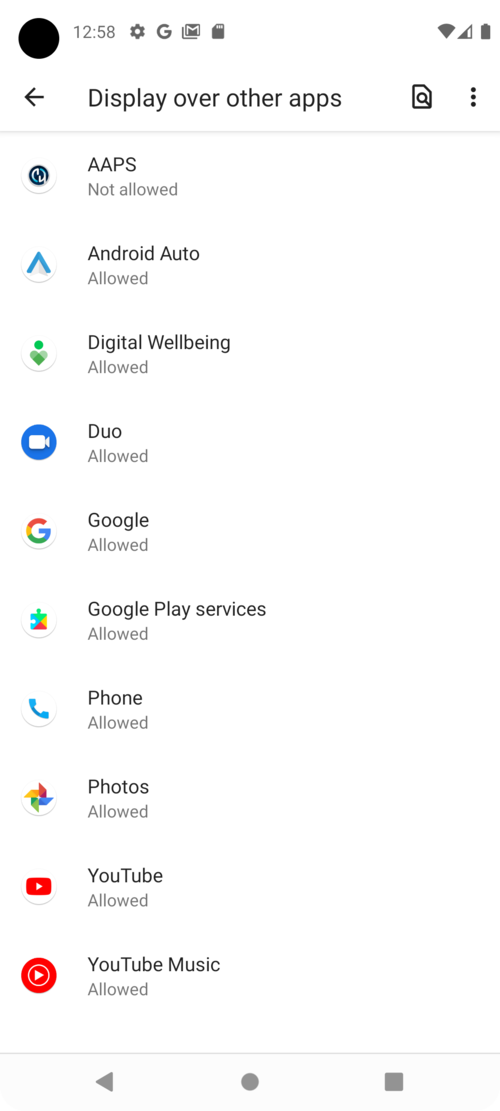 12:58
Display over other apps
AAPS
Not allowed
Android Auto
Allowed
Digital Wellbeing
Allowed
Duo
Allowed
Google
Allowed
Google Play services
Allowed
Phone
Allowed
Photos
Allowed
YouTube
Allowed
YouTube Music
Allowed